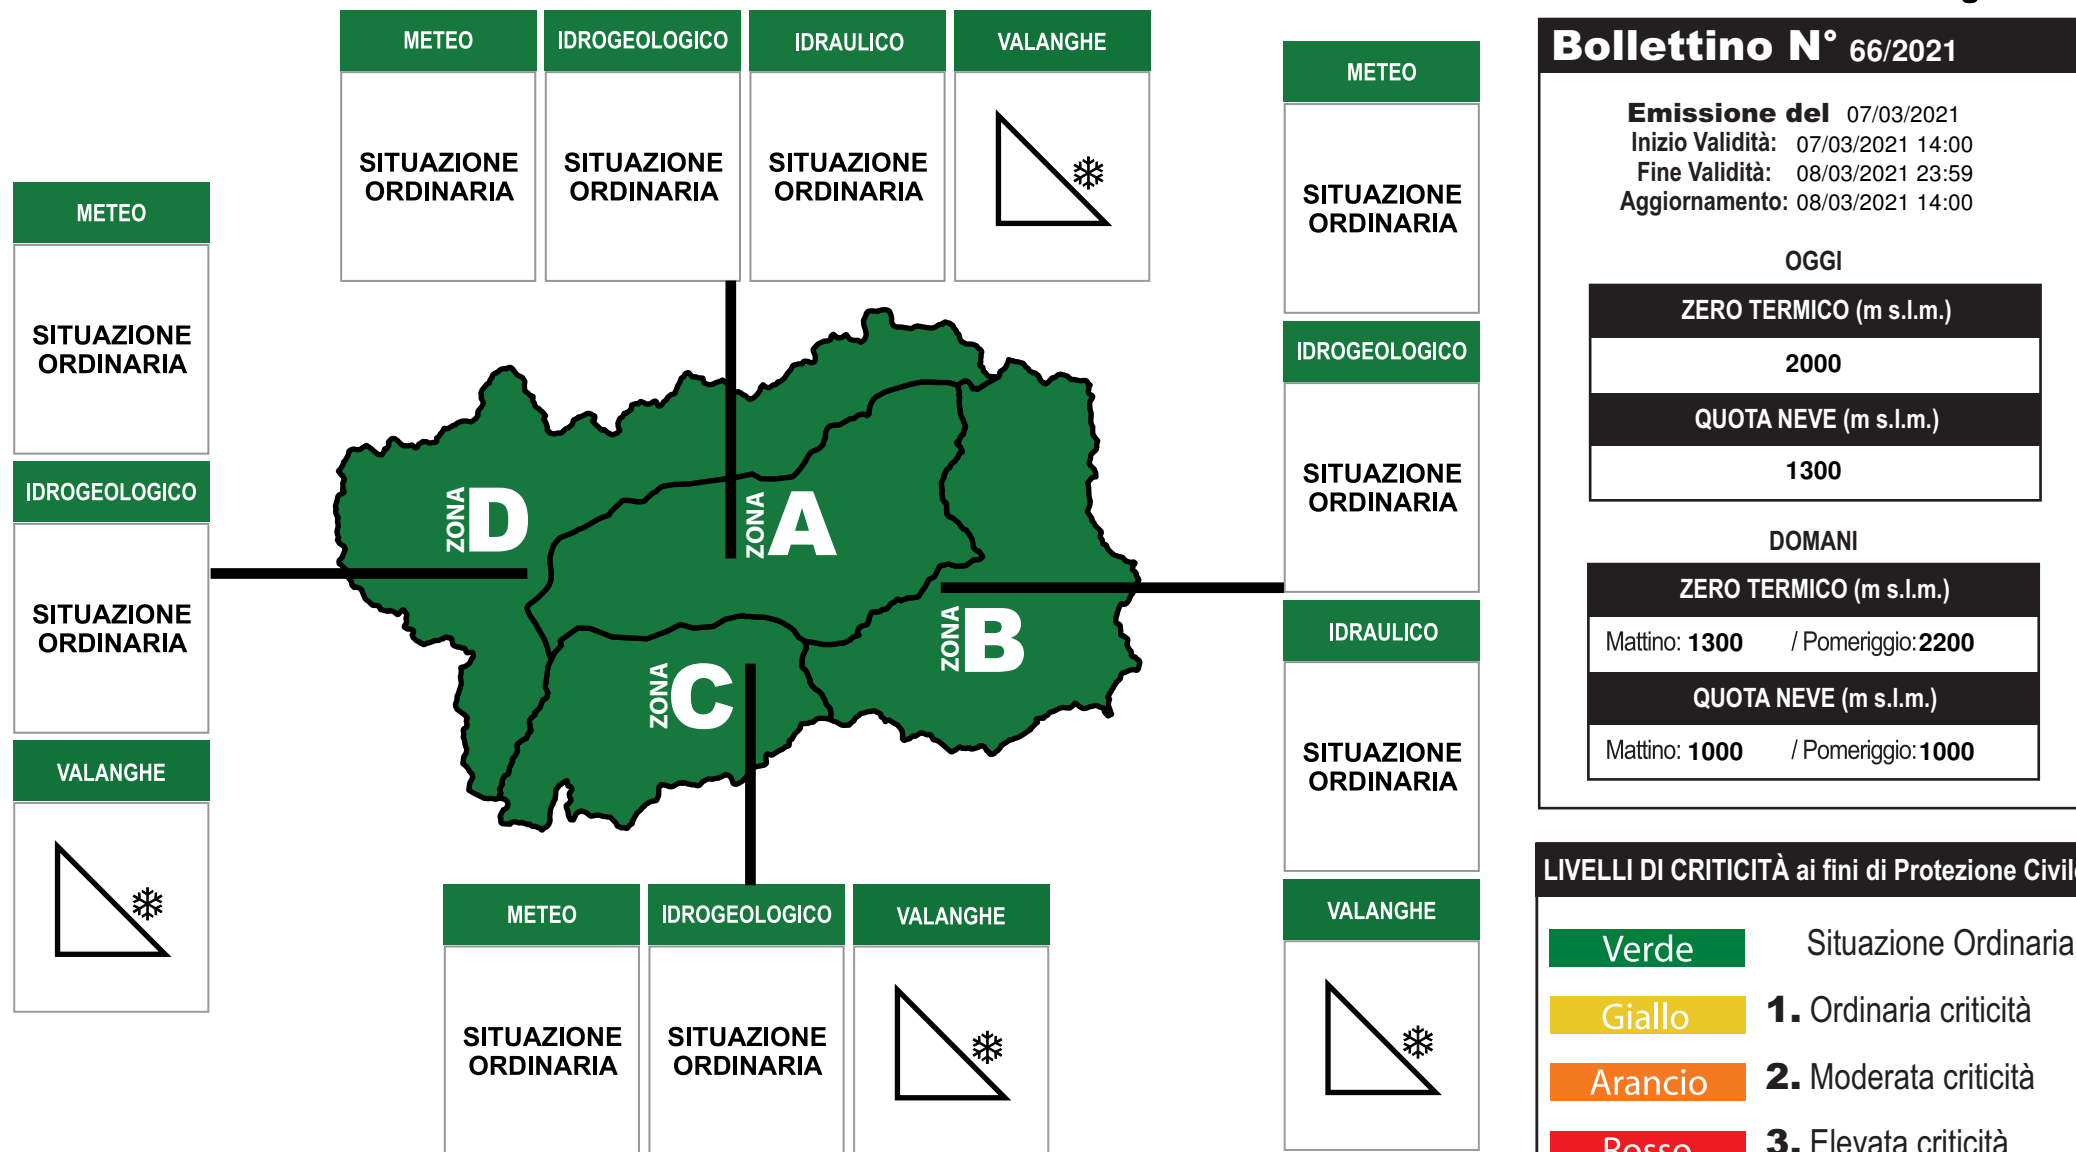 METEO
IDROGEOLOGICO
IDRAULICO
VALANGHE
SITUAZIONE
ORDINARIA
SITUAZIONE
ORDINARIA
SITUAZIONE
ORDINARIA
METEO
SITUAZIONE
ORDINARIA
IDROGEOLOGICO
SITUAZIONE
ORDINARIA
VALANGHE
ZONA D
ZONA A
ZONA B
ZONA C
METEO
SITUAZIONE
ORDINARIA
IDROGEOLOGICO
SITUAZIONE
ORDINARIA
IDRAULICO
SITUAZIONE
ORDINARIA
VALANGHE
METEO
IDROGEOLOGICO
VALANGHE
SITUAZIONE
ORDINARIA
SITUAZIONE
ORDINARIA
Bollettino N° 66/2021
Emissione del 07/03/2021
Inizio Validità: 07/03/2021 14:00
Fine Validità: 08/03/2021 23:59
Aggiornamento: 08/03/2021 14:00
OGGI
ZERO TERMICO (m s.l.m.)
2000
QUOTA NEVE (m s.l.m.)
1300
DOMANI
ZERO TERMICO (m s.l.m.)
Mattino: 1300 / Pomeriggio: 2200
QUOTA NEVE (m s.l.m.)
Mattino: 1000 / Pomeriggio: 1000
LIVELLI DI CRITICITÀ ai fini di Protezione Civile
Verde Situazione Ordinaria
Giallo 1. Ordinaria criticità
Arancio 2. Moderata criticità
Rosso 3. Elevata criticità